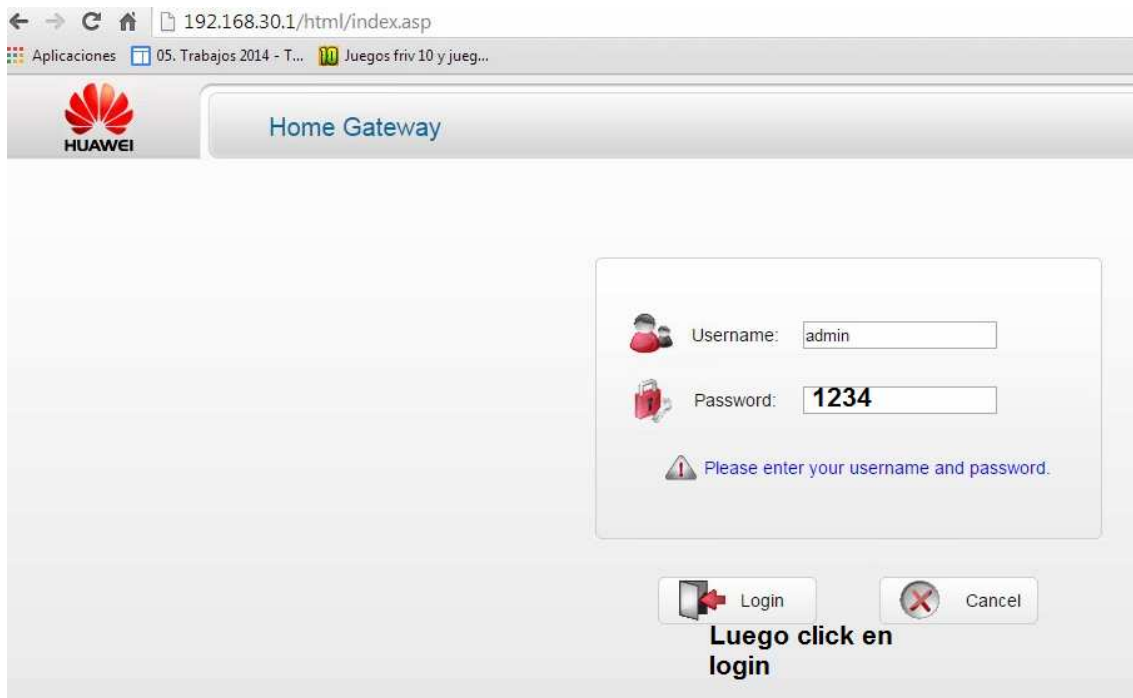 192.168.30.1/html/index.asp
Aplicaciones 05. Trabajos 2014 - T... 10 Juegos friv 10 y jueg...
HUAWEI
Home Gateway
Username: admin
Password: 1234
Please enter your username and password.
Login Cancel
Luego click en
login